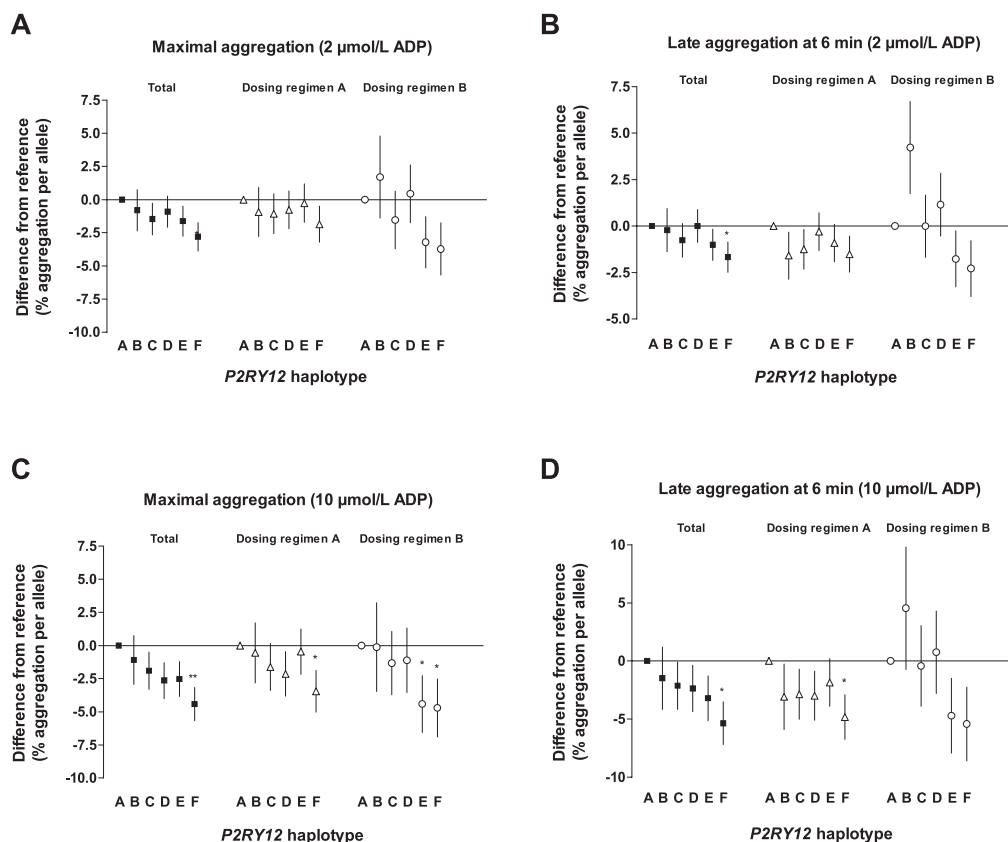 A
Maximal aggregation (2 µmol/L ADP)
Total Dosing regimen A Dosing regimen B
Difference from reference
(% aggregation per allele)
7.5
5.0
2.5
0.0
-2.5
-5.0
-7.5
-10.0
A B C D E F A B C D E F A B C D E F
P2RY12 haplotype
B
Late aggregation at 6 min (2 µmol/L ADP)
Total Dosing regimen A Dosing regimen B
Difference from reference
(% aggregation per allele)
7.5
5.0
2.5
0.0
-2.5
-5.0
*
A B C D E F A B C D E F A B C D E F
P2RY12 haplotype
C
Maximal aggregation (10 µmol/L ADP)
Total Dosing regimen A Dosing regimen B
Difference from reference
(% aggregation per allele)
7.5
5.0
2.5
0.0
-2.5
-5.0
-7.5
-10.0
** * * *
A B C D E F A B C D E F A B C D E F
P2RY12 haplotype
D
Late aggregation at 6 min (10 µmol/L ADP)
Total Dosing regimen A Dosing regimen B
Difference from reference
(% aggregation per allele)
10
5
0
-5
-10
* *
A B C D E F A B C D E F A B C D E F
P2RY12 haplotype